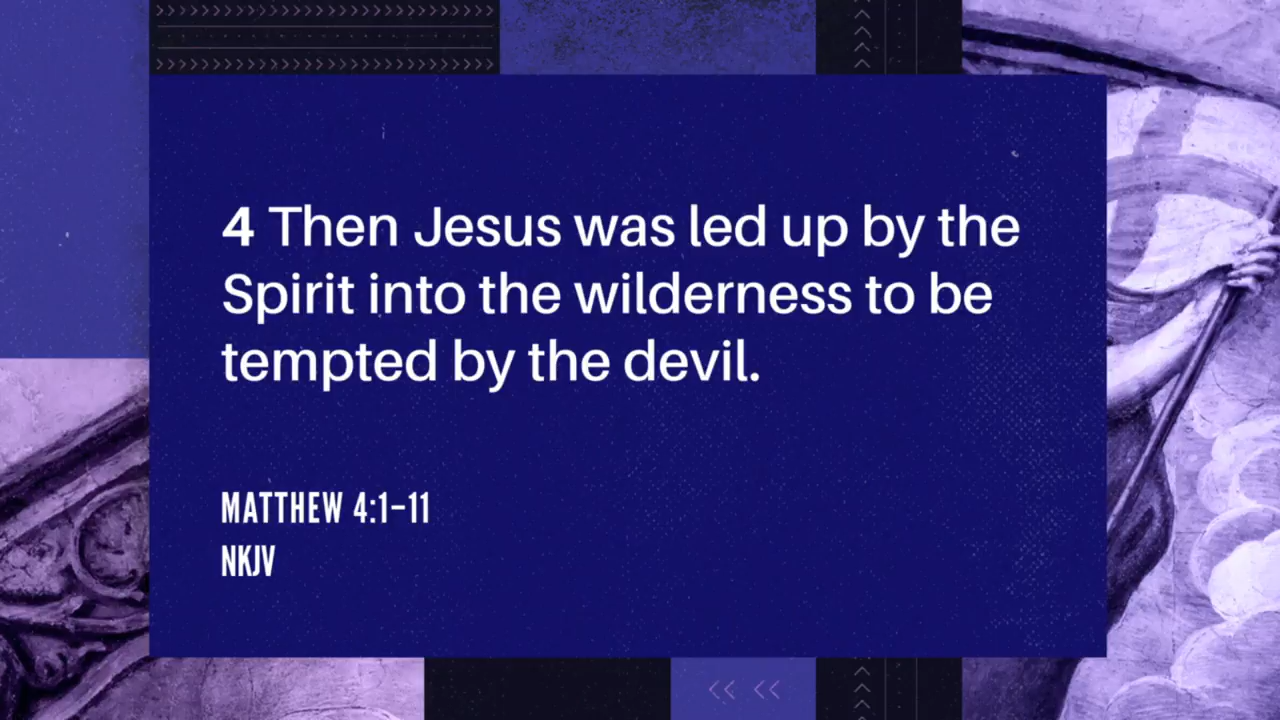 4 Then Jesus was led up by the
Spirit into the wilderness to be
tempted by the devil.
MATTHEW 4:1–11
NKJV